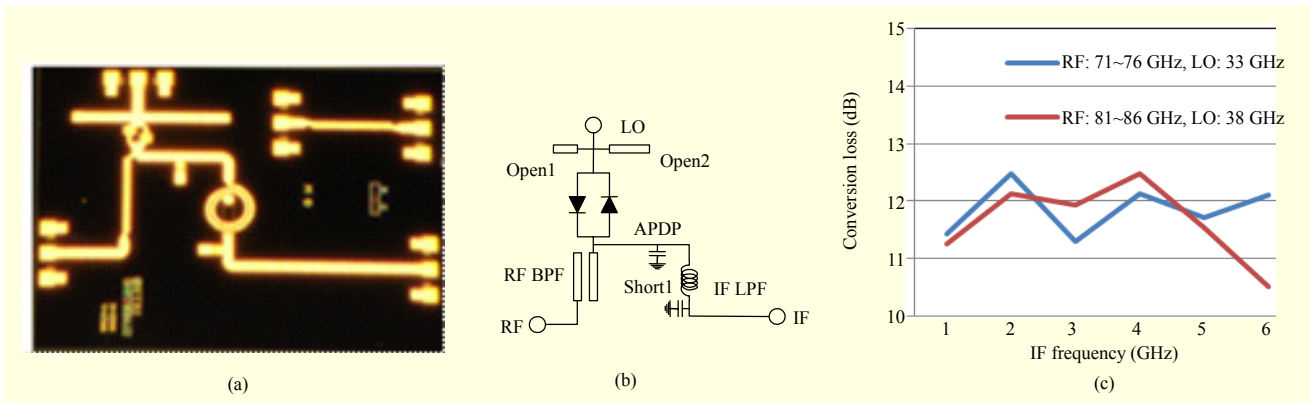 (a)
LO
Open1
Open2
APDP
RF BPF
Short1
IF LPF
RF
IF
(b)
15
14
13
12
11
10
Conversion loss (dB)
RF: 71~76 GHz, LO: 33 GHz
RF: 81~86 GHz, LO: 38 GHz
1 2 3 4 5 6
IF frequency (GHz)
(c)